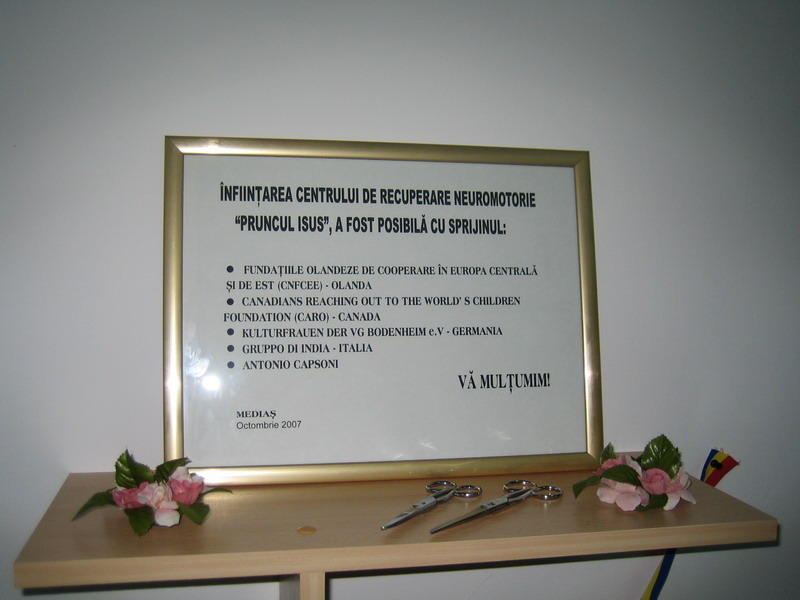 ÎNFIINȚAREA CENTRULUI DE RECUPERARE NEUROMOTORIE
“PRUNCUL ISUS”, A FOST POSIBILĂ CU SPRIJINUL:
● FUNDAȚIILE OLANDEZE DE COOPERARE ÎN EUROPA CENTRALĂ
ȘI DE EST (CNFCEE) - OLANDA
● CANADIANS REACHING OUT TO THE WORLD' S CHILDREN
FOUNDATION (CARO) - CANADA
● KULTURFRAUEN DER VG BODENHEIM e.V - GERMANIA
● GRUPPO DI INDIA - ITALIA
● ANTONIO CAPSONI
VĂ MULȚUMIM!
MEDIAȘ
Octombrie 2007